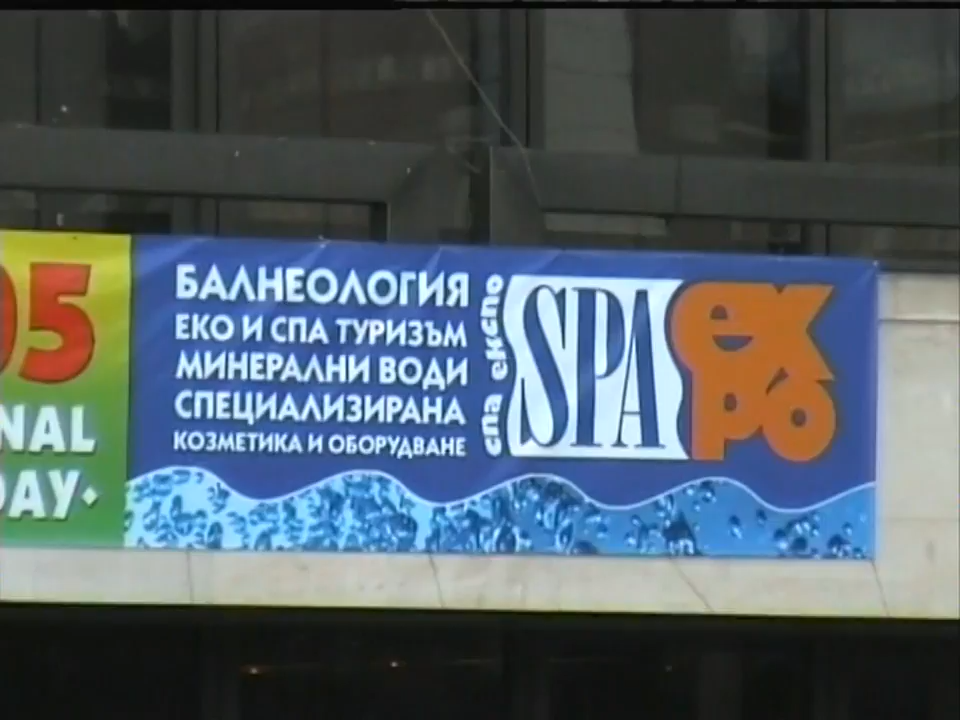 05
NAL
DAY
БАЛНЕОЛОГИЯ
ЕКО И СПА ТУРИЗЪМ
МИНЕРАЛНИ ВОДИ
СПЕЦИАЛИЗИРАНА
КОЗМЕТИКА И ОБОРУДВАНЕ
спа експо
SPA
expo